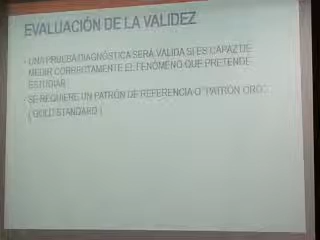 EVALUACIÓN DE LA VALIDEZ
- UNA PRUEBA DIAGNÓSTICA SERÁ VALIDA SI ES CAPAZ DE
MEDIR CORRECTAMENTE EL FENÓMENO QUE PRETENDE
ESTUDIAR
- SE REQUIERE UN PATRÓN DE REFERENCIA O "PATRÓN ORO"
( GOLD STANDARD )